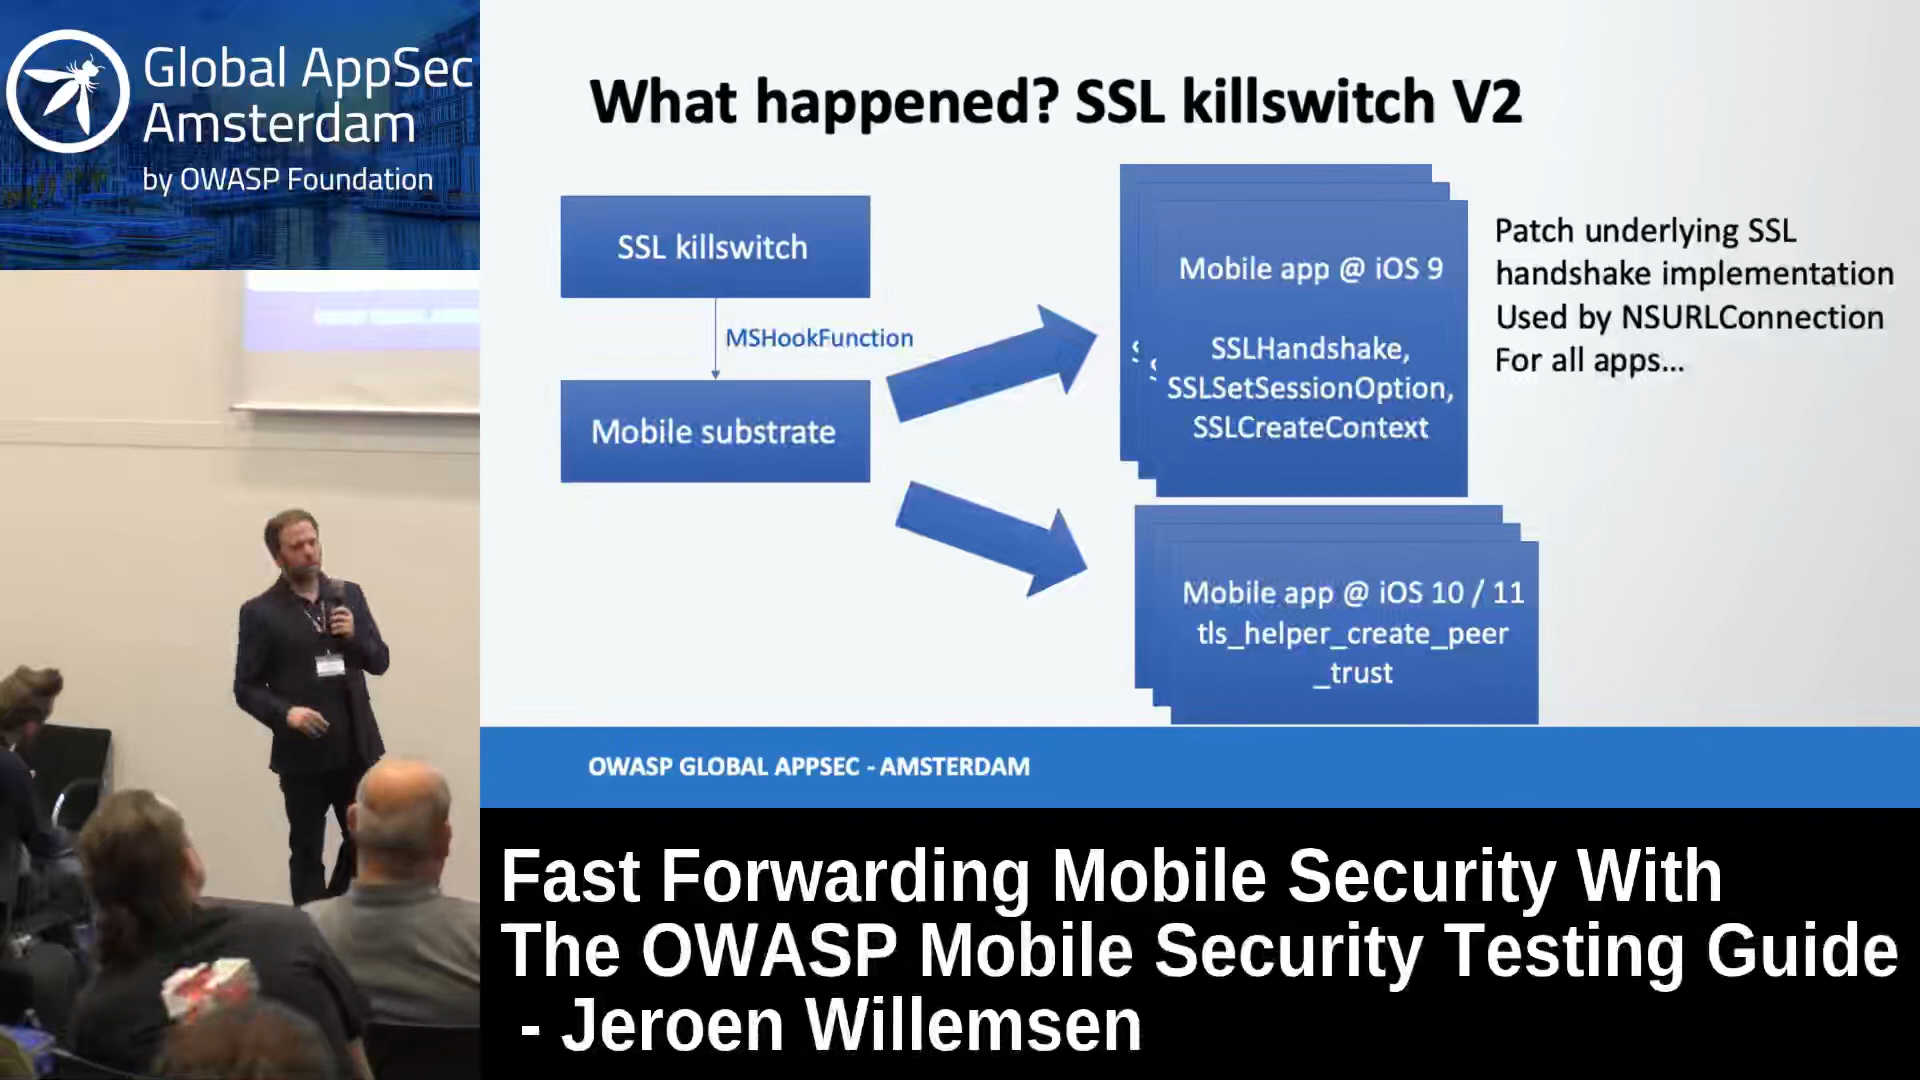 Global AppSec
Amsterdam
by OWASP Foundation
What happened? SSL killswitch V2
SSL killswitch
MSHookFunction
Mobile substrate
Mobile app @ iOS 9
SSLHandshake,
SSLSetSessionOption,
SSLCreateContext
Patch underlying SSL
handshake implementation
Used by NSURLConnection
For all apps...
Mobile app @ iOS 10 / 11
tls_helper_create_peer
_trust
OWASP GLOBAL APPSEC - AMSTERDAM
Fast Forwarding Mobile Security With
The OWASP Mobile Security Testing Guide
- Jeroen Willemsen